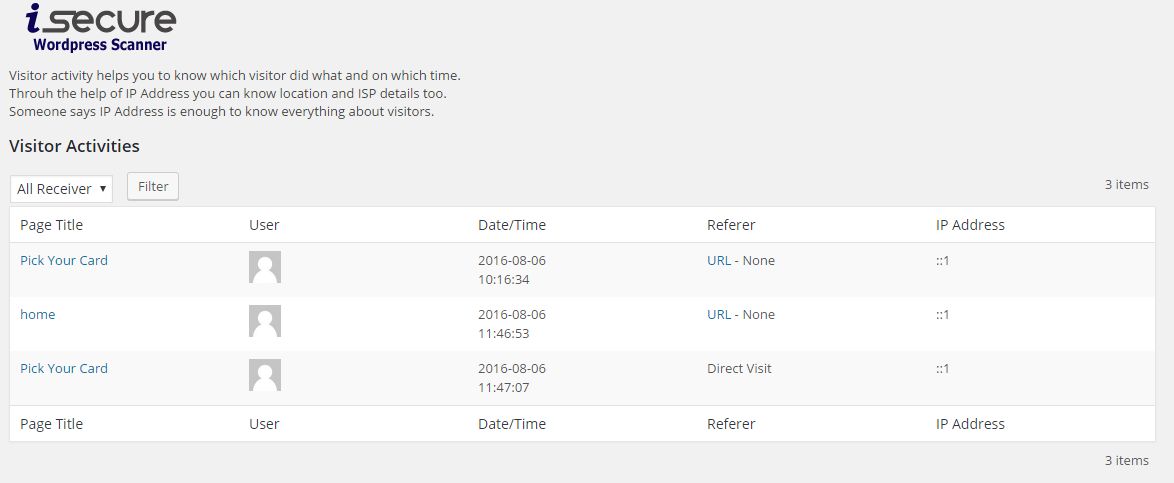 iSecure
Wordpress Scanner
Visitor activity helps you to know which visitor did what and on which time.
Throuh the help of IP Address you can know location and ISP details too.
Someone says IP Address is enough to know everything about visitors.
Visitor Activities
All Receiver Filter 3 items
Page Title User Date/Time Referer IP Address
Pick Your Card 2016-08-06 URL - None ::1
10:16:34
home 2016-08-06 URL - None ::1
11:46:53
Pick Your Card 2016-08-06 Direct Visit ::1
11:47:07
Page Title User Date/Time Referer IP Address
3 items